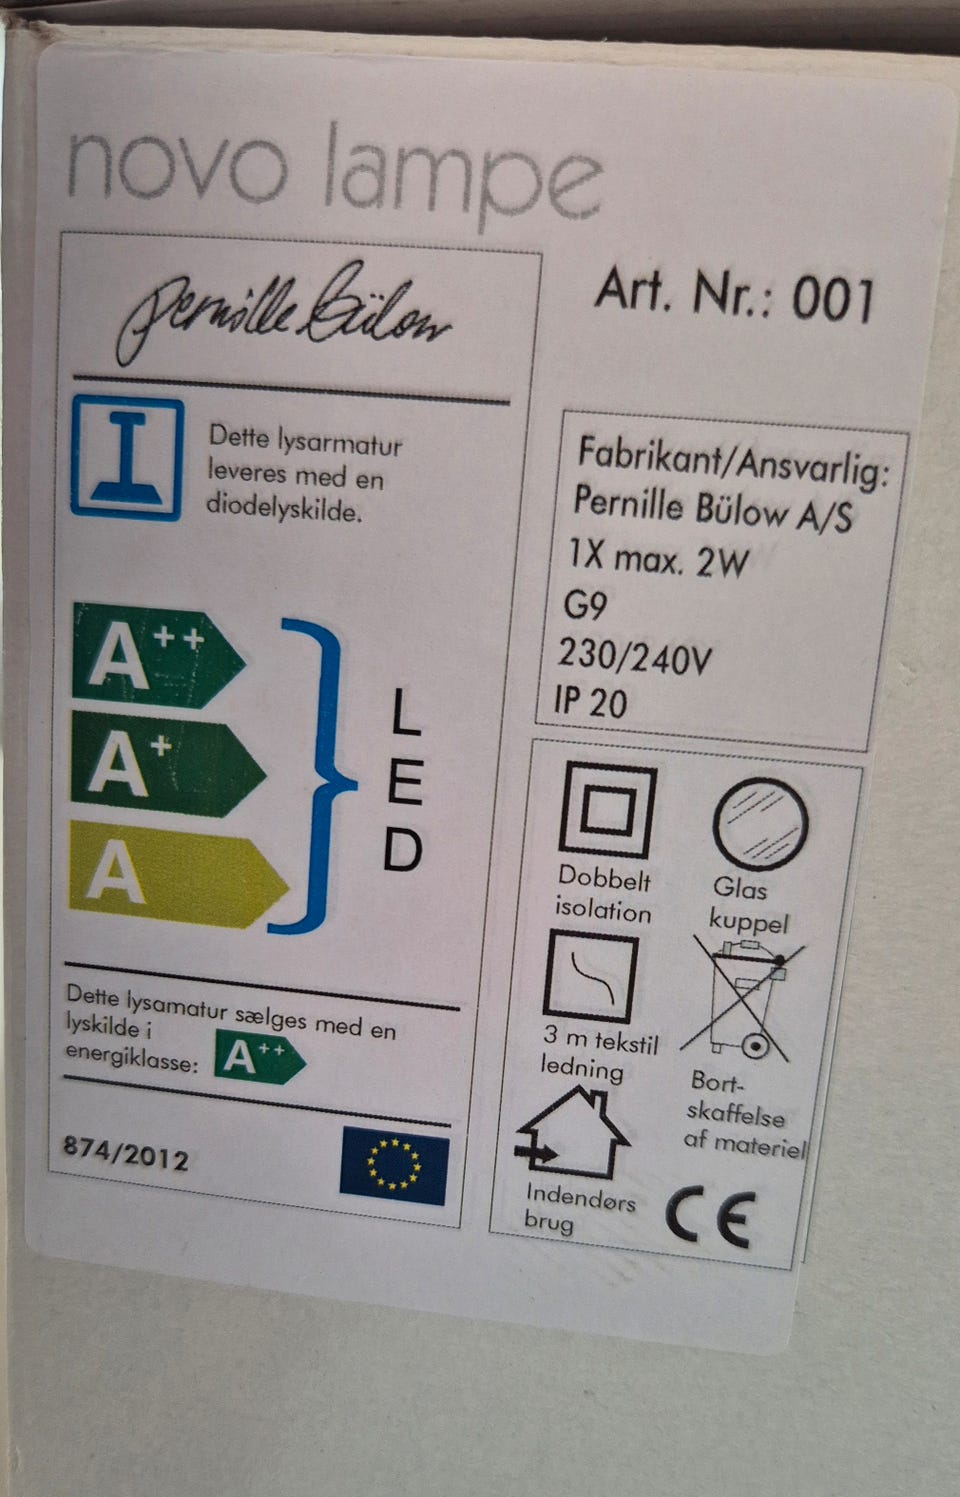 novo lampe
Pernille Bülow
Dette lysarmatur
leveres med en
diodelyskilde.
A++
A+
A
L
E
D
Dette lysamatur sælges med en
lyskilde i
energiklasse: A++
874/2012
Art. Nr.: 001
Fabrikant/Ansvarlig:
Pernille Bülow A/S
1X max. 2W
G9
230/240V
IP 20
Dobbelt
isolation
Glas
kuppel
3 m tekstil
ledning
Bort-
skaffelse
af materiel
Indendørs
brug
CE